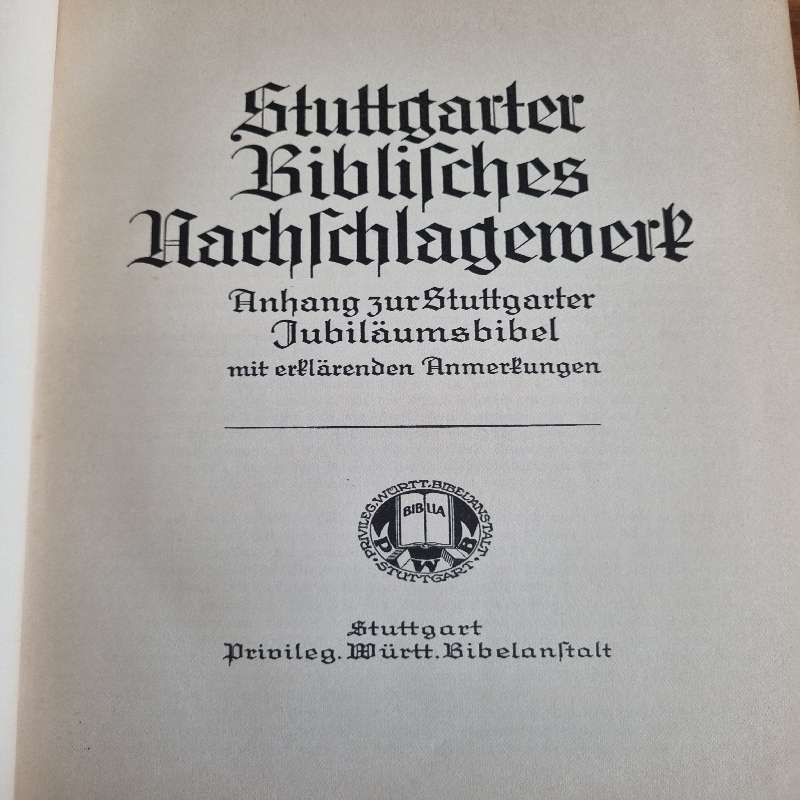 Stuttgarter
Bibliſches
Nachſchlagewerk
Anhang zur Stuttgarter
Jubiläumsbibel
mit erklärenden Anmerkungen
PRIVILEG. WÜRTT. BIBELANSTALT
BIBLIA
P W B
STUTTGART
Stuttgart
Privileg. Württ. Bibelanſtalt